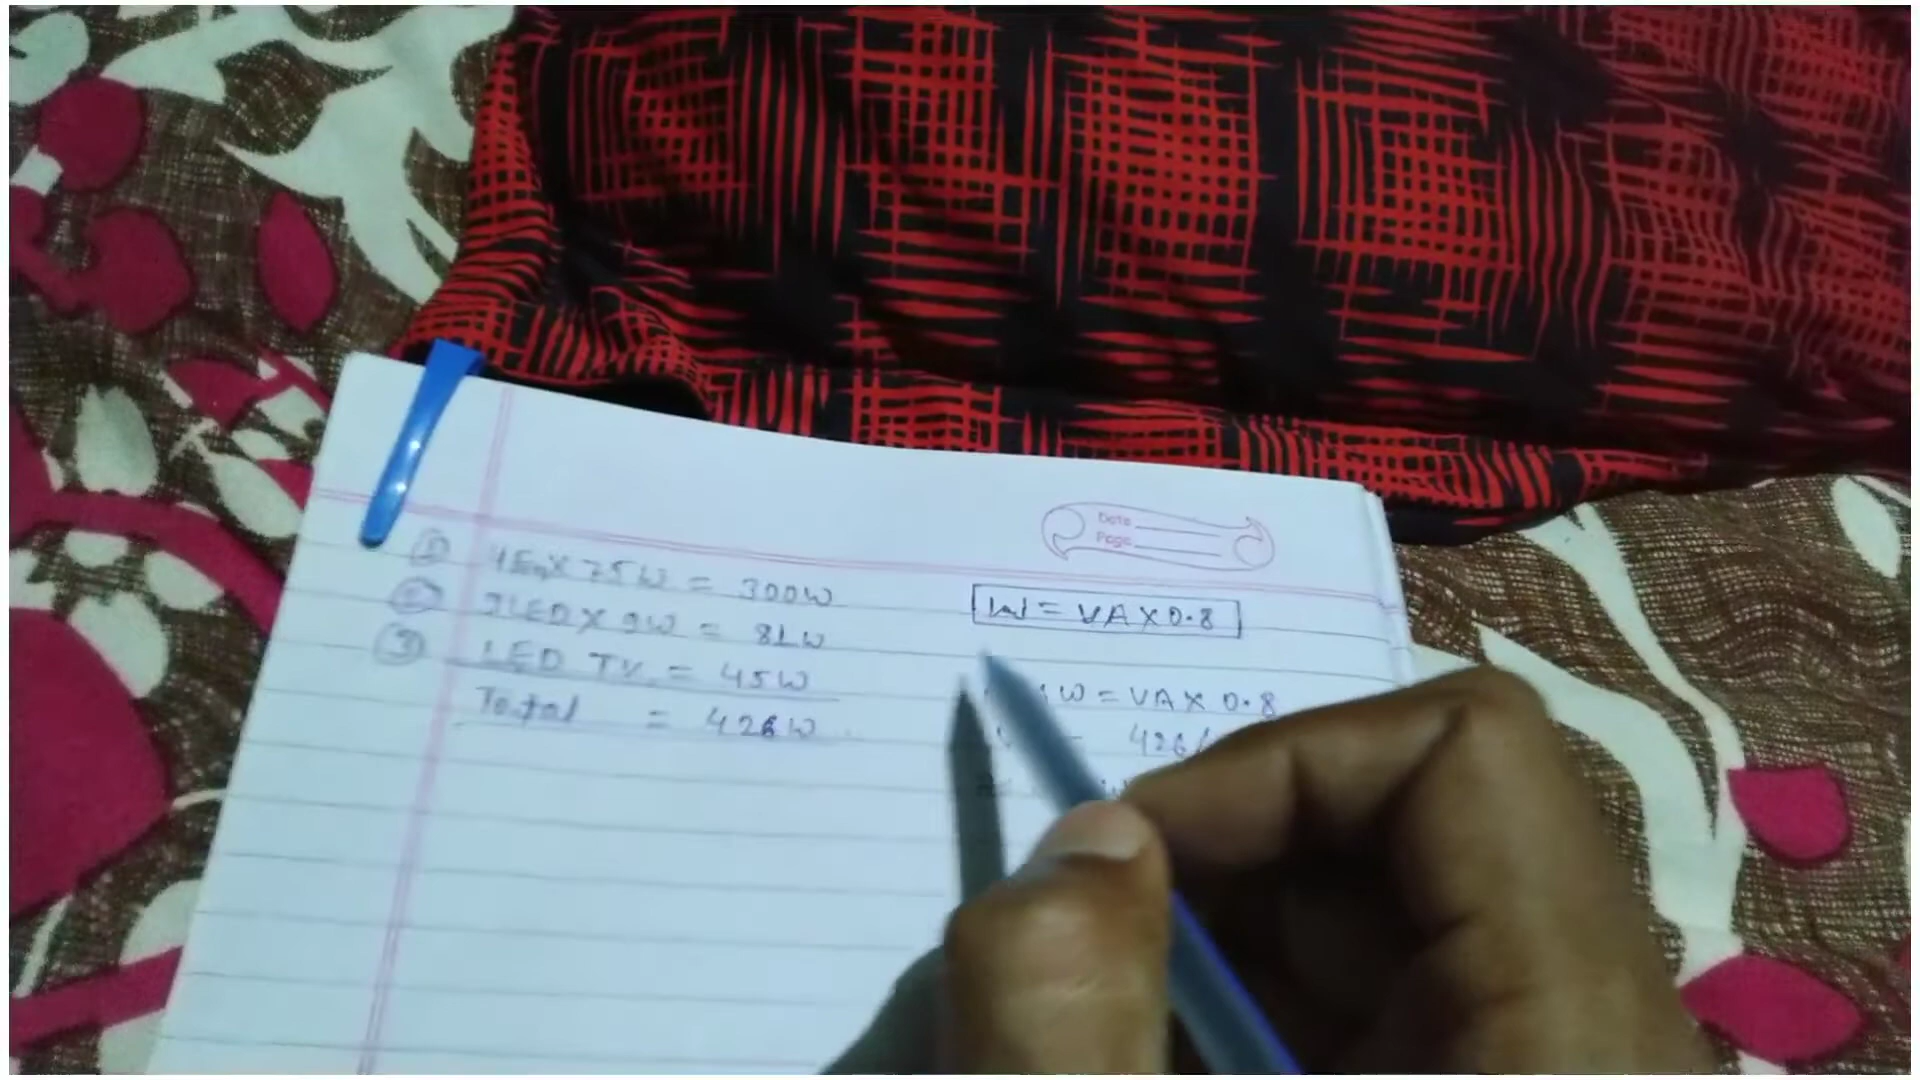 ① 4Fan X 75W = 300W
② 9LED X 9W = 81W
③ LED TV = 45W
Total = 426W
Date
Page
W = VA X 0.8
W = VA X 0.8
426/